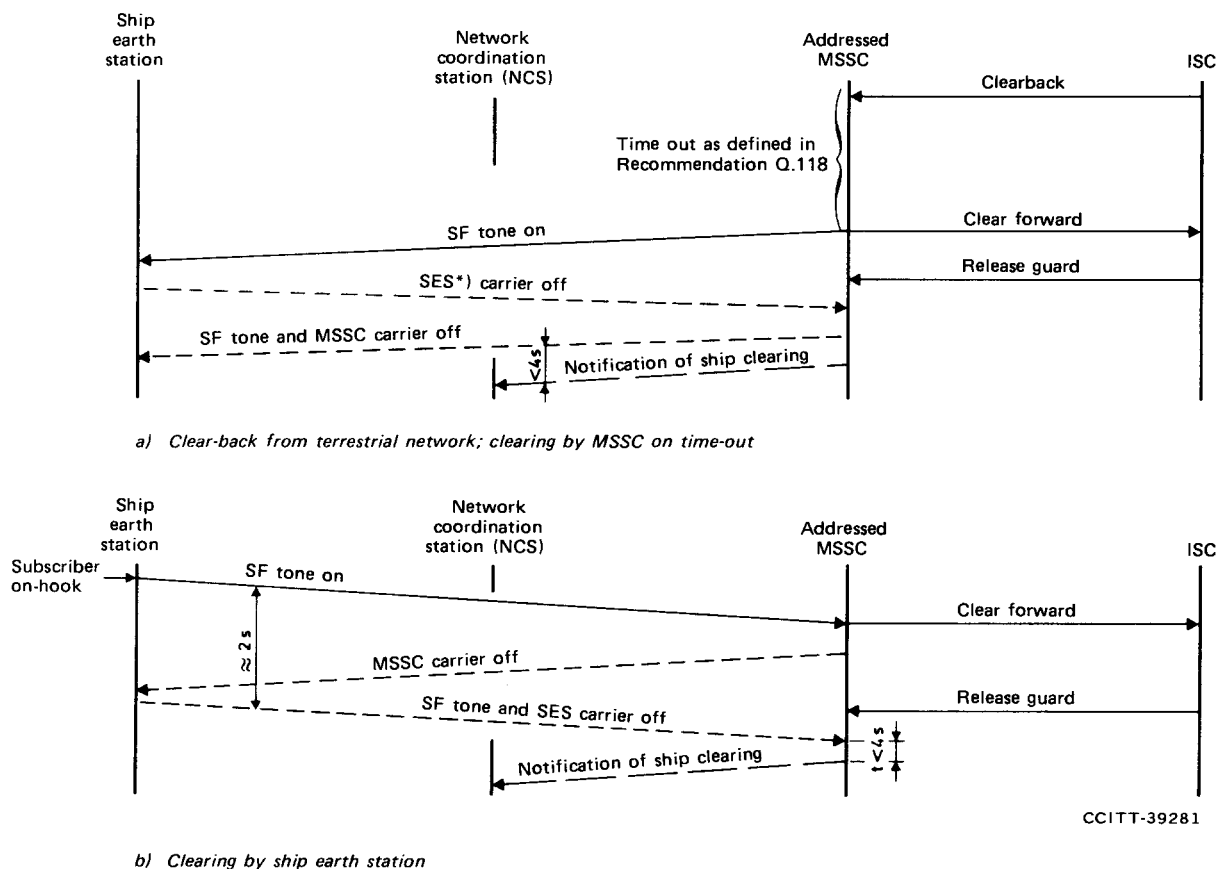 Ship
earth
station
Network
coordination
station (NCS)
Addressed
MSSC
ISC
Clearback
Time out as defined in
Recommendation Q.118
SF tone on
Clear forward
SES*) carrier off
Release guard
SF tone and MSSC carrier off
<4s
Notification of ship clearing
a) Clear-back from terrestrial network; clearing by MSSC on time-out
Ship
earth
station
Network
coordination
station (NCS)
Addressed
MSSC
ISC
Subscriber
on-hook
SF tone on
Clear forward
≈ 2 s
MSSC carrier off
SF tone and SES carrier off
Release guard
t <4s
Notification of ship clearing
CCITT-39281
b) Clearing by ship earth station